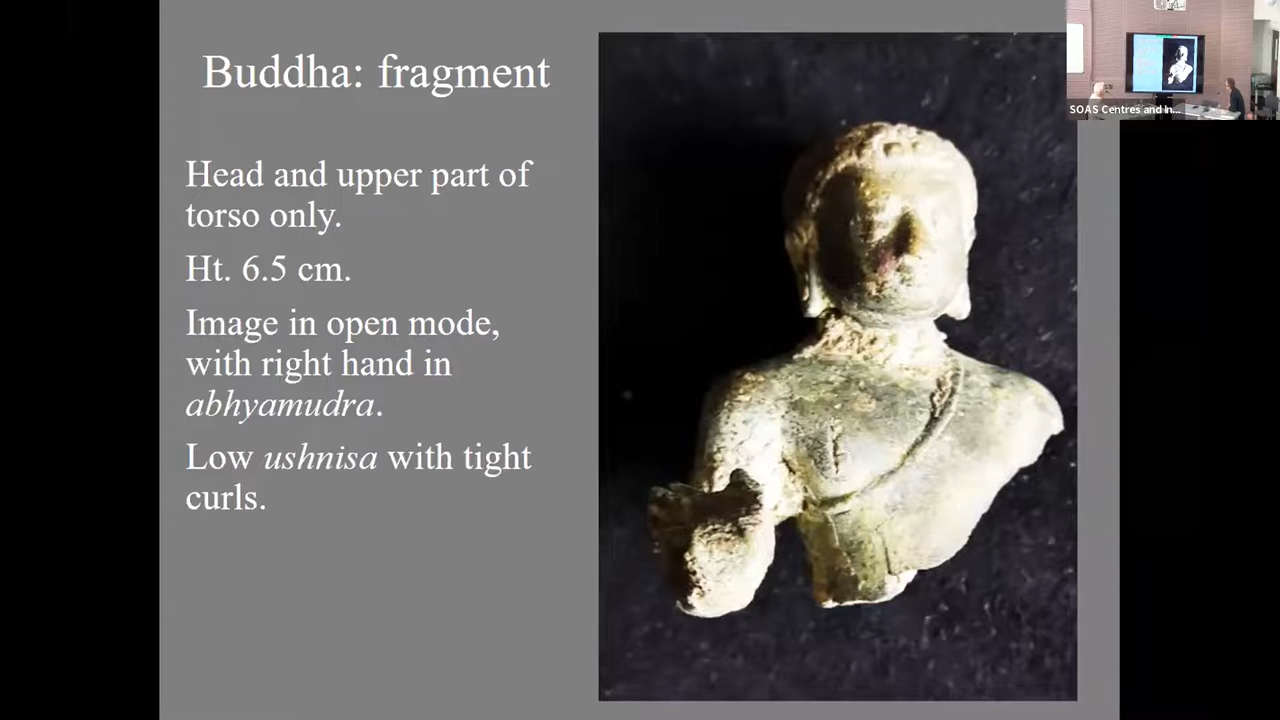 Buddha: fragment
Head and upper part of
torso only.
Ht. 6.5 cm.
Image in open mode,
with right hand in
abhyamudra.
Low ushnisa with tight
curls.
SOAS Centres and In...